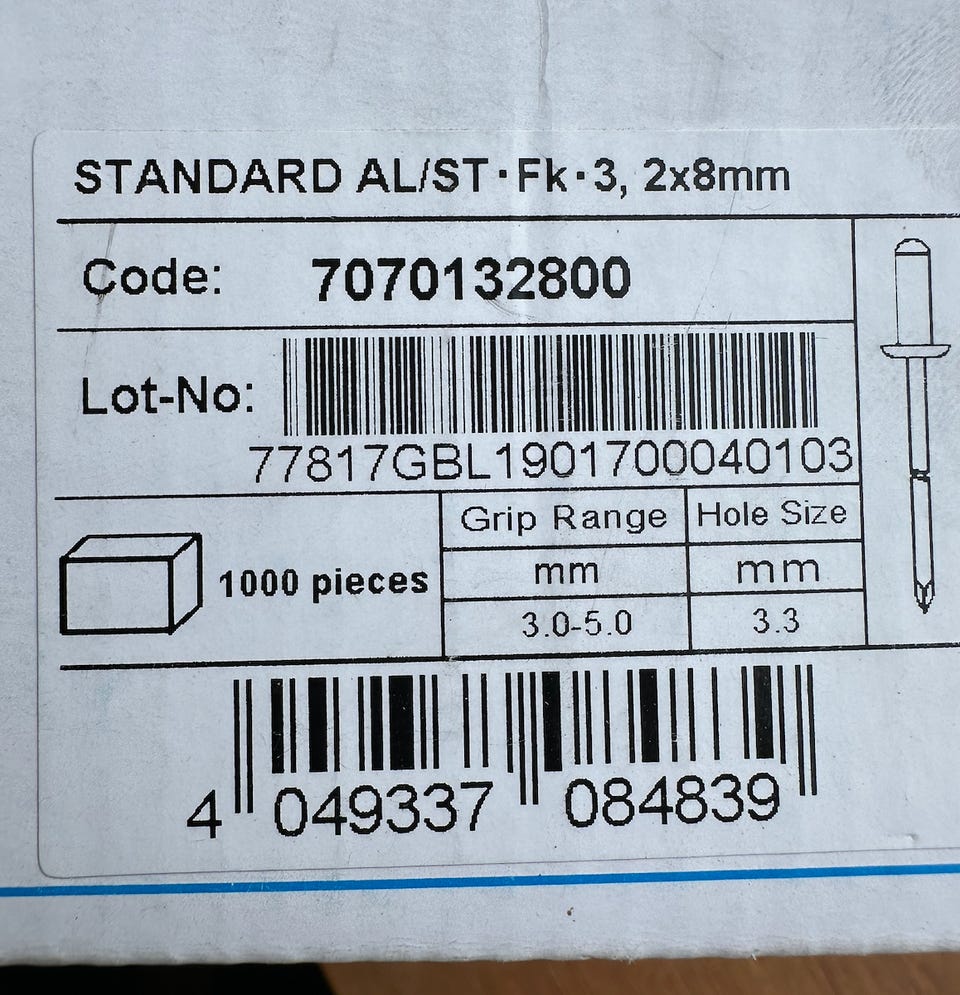 STANDARD AL/ST·Fk·3, 2x8mm
Code: 7070132800
Lot-No:
77817GBL1901700040103
Grip Range Hole Size
1000 pieces mm mm
3.0-5.0 3.3
4 049337 084839